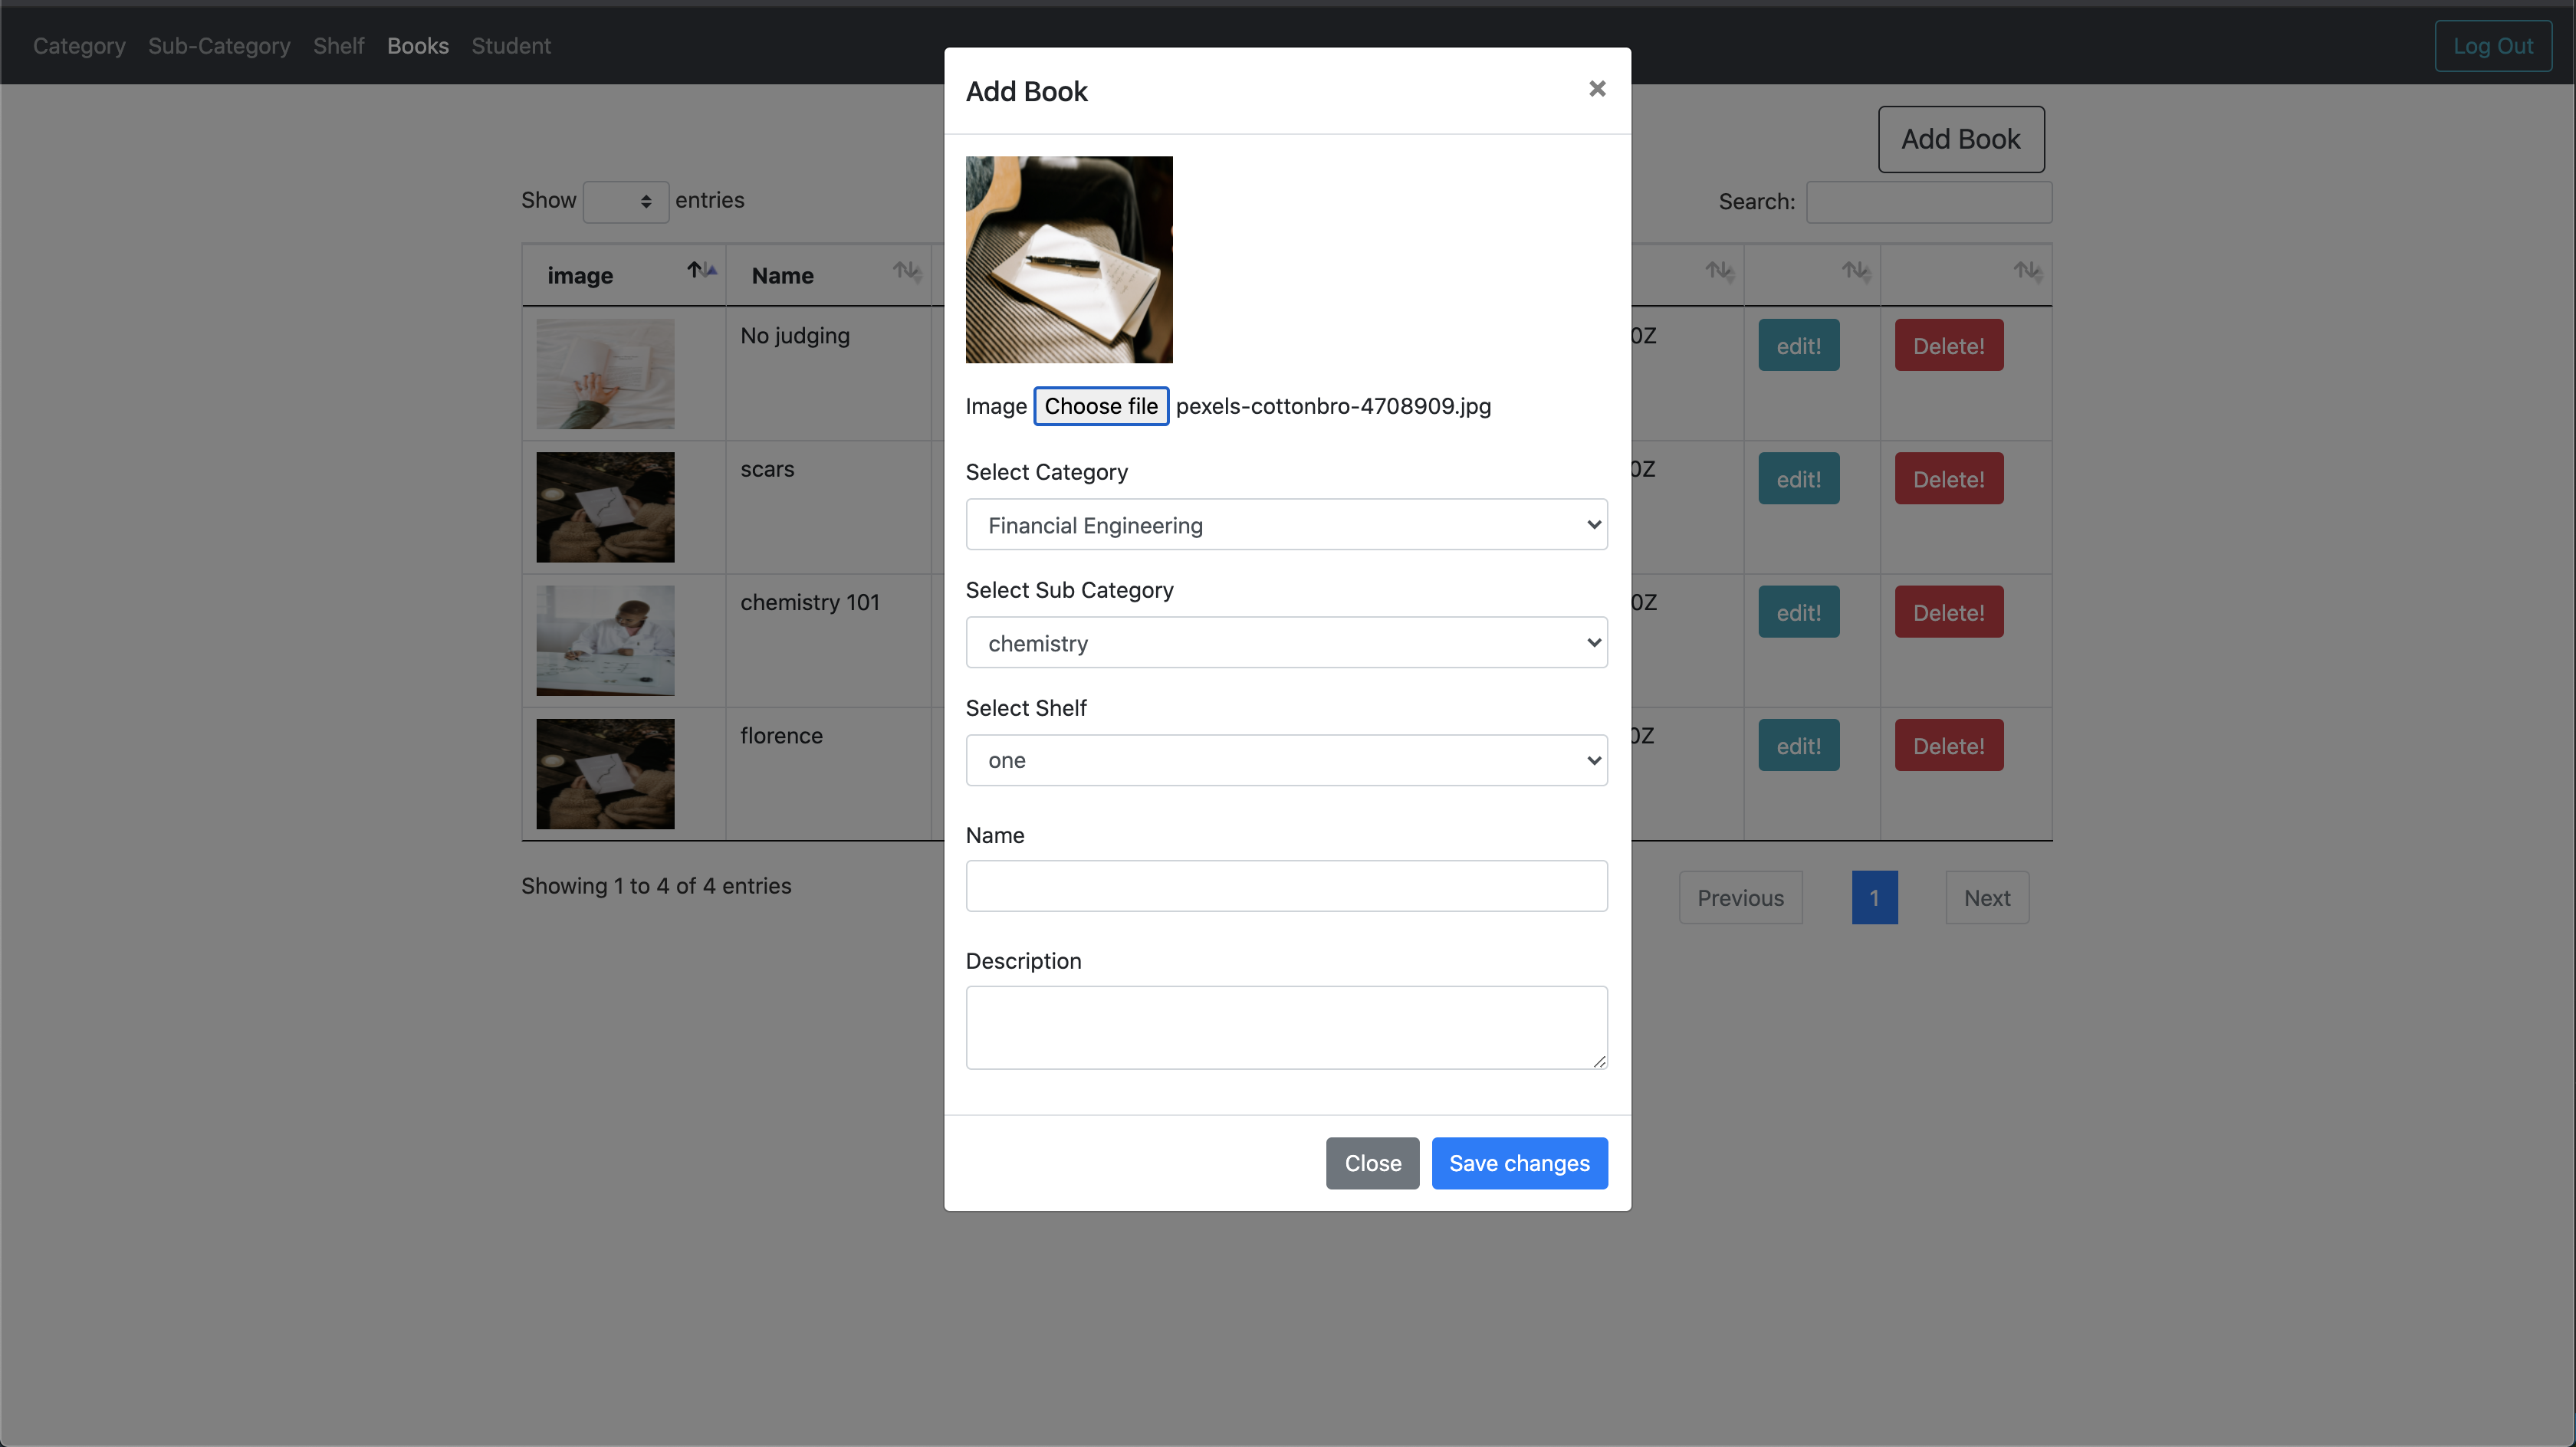 Category Sub-Category Shelf Books Student Log Out
Add Book
×
Add Book
Show entries
Search:
image Name
No judging
0Z edit! Delete!
scars
0Z edit! Delete!
chemistry 101
0Z edit! Delete!
florence
0Z edit! Delete!
Showing 1 to 4 of 4 entries
Previous 1 Next
Image Choose file pexels-cottonbro-4708909.jpg
Select Category
Financial Engineering
Select Sub Category
chemistry
Select Shelf
one
Name
Description
Close Save changes